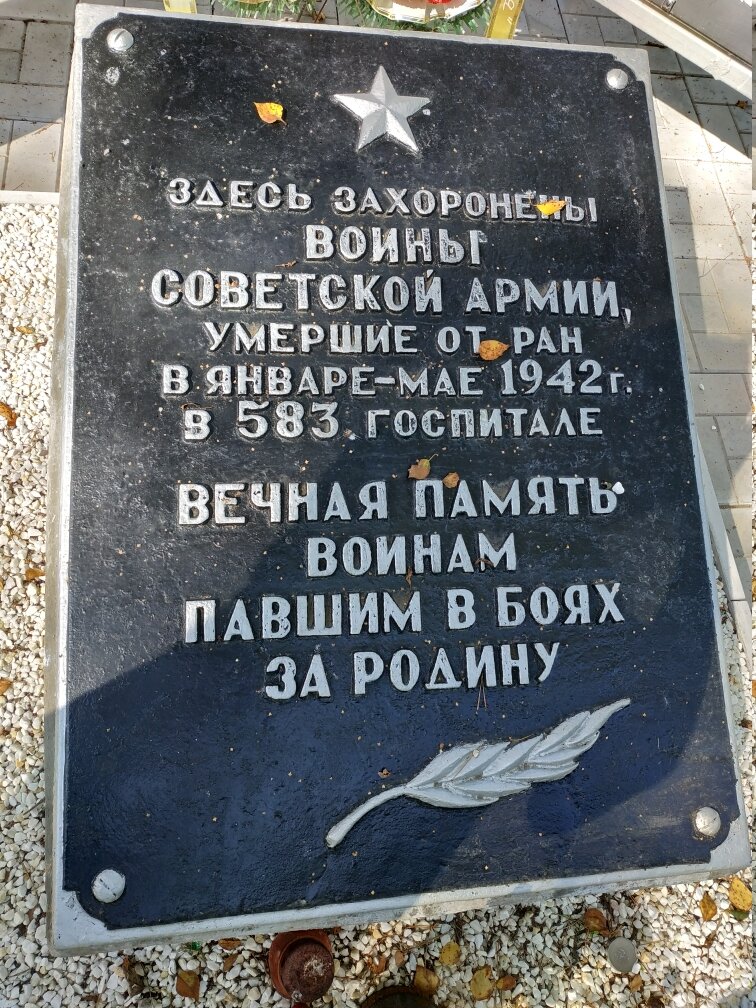 ЗДЕСЬ ЗАХОРОНЕНЫ
ВОИНЫ
СОВЕТСКОЙ АРМИИ,
УМЕРШИЕ ОТ РАН
В ЯНВАРЕ-МАЕ 1942 г.
В 583 ГОСПИТАЛЕ
ВЕЧНАЯ ПАМЯТЬ
ВОИНАМ
ПАВШИМ В БОЯХ
ЗА РОДИНУ